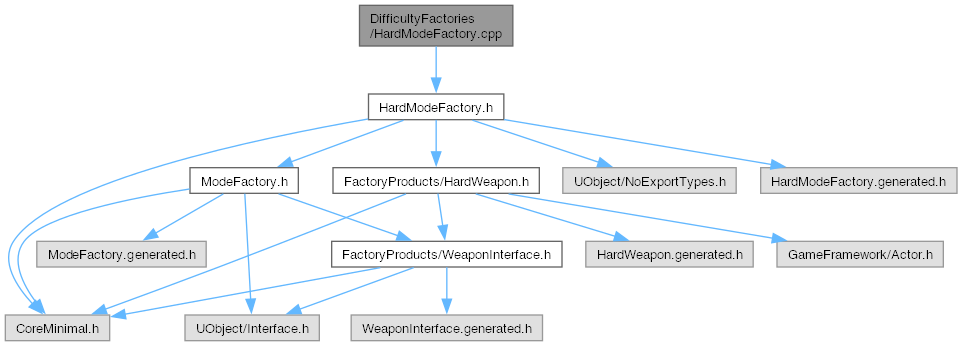 DifficultyFactories
/HardModeFactory.cpp
HardModeFactory.h
ModeFactory.h
FactoryProducts/HardWeapon.h
UObject/NoExportTypes.h
HardModeFactory.generated.h
ModeFactory.generated.h
FactoryProducts/WeaponInterface.h
HardWeapon.generated.h
GameFramework/Actor.h
CoreMinimal.h
UObject/Interface.h
WeaponInterface.generated.h